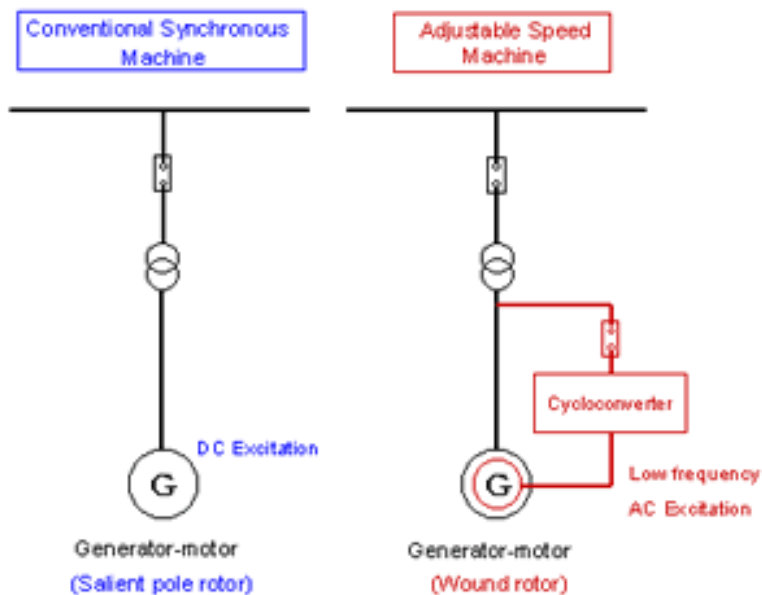 Conventional Synchronous
Machine
Adjustable Speed
Machine
Cycloconverter
DC Excitation
G
G
Low frequency
AC Excitation
Generator-motor
(Salient pole rotor)
Generator-motor
(Wound rotor)